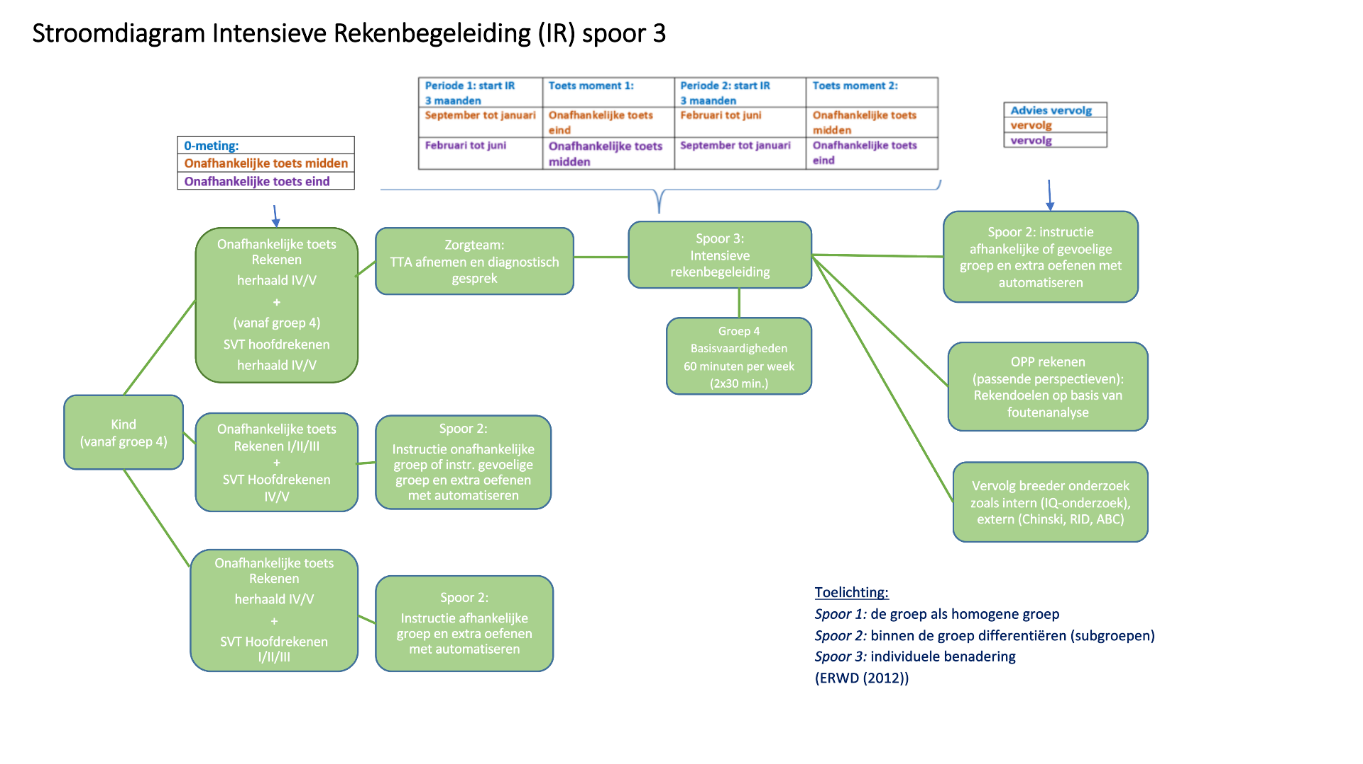 Stroomdiagram Intensieve Rekenbegeleiding (IR) spoor 3
Periode 1: start IR
3 maanden
Toets moment 1:
Periode 2: start IR
3 maanden
Toets moment 2:
September tot januari
Onafhankelijke toets
eind
Februari tot juni
Onafhankelijke toets
midden
Februari tot juni
Onafhankelijke toets
midden
September tot januari
Onafhankelijke toets
eind
Advies vervolg
vervolg
vervolg
0-meting:
Onafhankelijke toets midden
Onafhankelijke toets eind
Onafhankelijke toets
Rekenen
herhaald IV/V
+
(vanaf groep 4)
SVT hoofdrekenen
herhaald IV/V
Zorgteam:
TTA afnemen en diagnostisch
gesprek
Spoor 3:
Intensieve
rekenbegeleiding
Spoor 2: instructie
afhankelijke of gevoelige
groep en extra oefenen met
automatiseren
Groep 4
Basisvaardigheden
60 minuten per week
(2x30 min.)
OPP rekenen
(passende perspectieven):
Rekendoelen op basis van
foutenanalyse
Kind
(vanaf groep 4)
Onafhankelijke toets
Rekenen I/II/III
+
SVT Hoofdrekenen
IV/V
Spoor 2:
Instructie onafhankelijke
groep of instr. gevoelige
groep en extra oefenen
met automatiseren
Vervolg breeder onderzoek
zoals intern (IQ-onderzoek),
extern (Chinski, RID, ABC)
Onafhankelijke toets
Rekenen
herhaald IV/V
+
SVT Hoofdrekenen
I/II/III
Spoor 2:
Instructie afhankelijke
groep en extra oefenen
met automatiseren
Toelichting:
Spoor 1: de groep als homogene groep
Spoor 2: binnen de groep differentiëren (subgroepen)
Spoor 3: individuele benadering
(ERWD (2012))